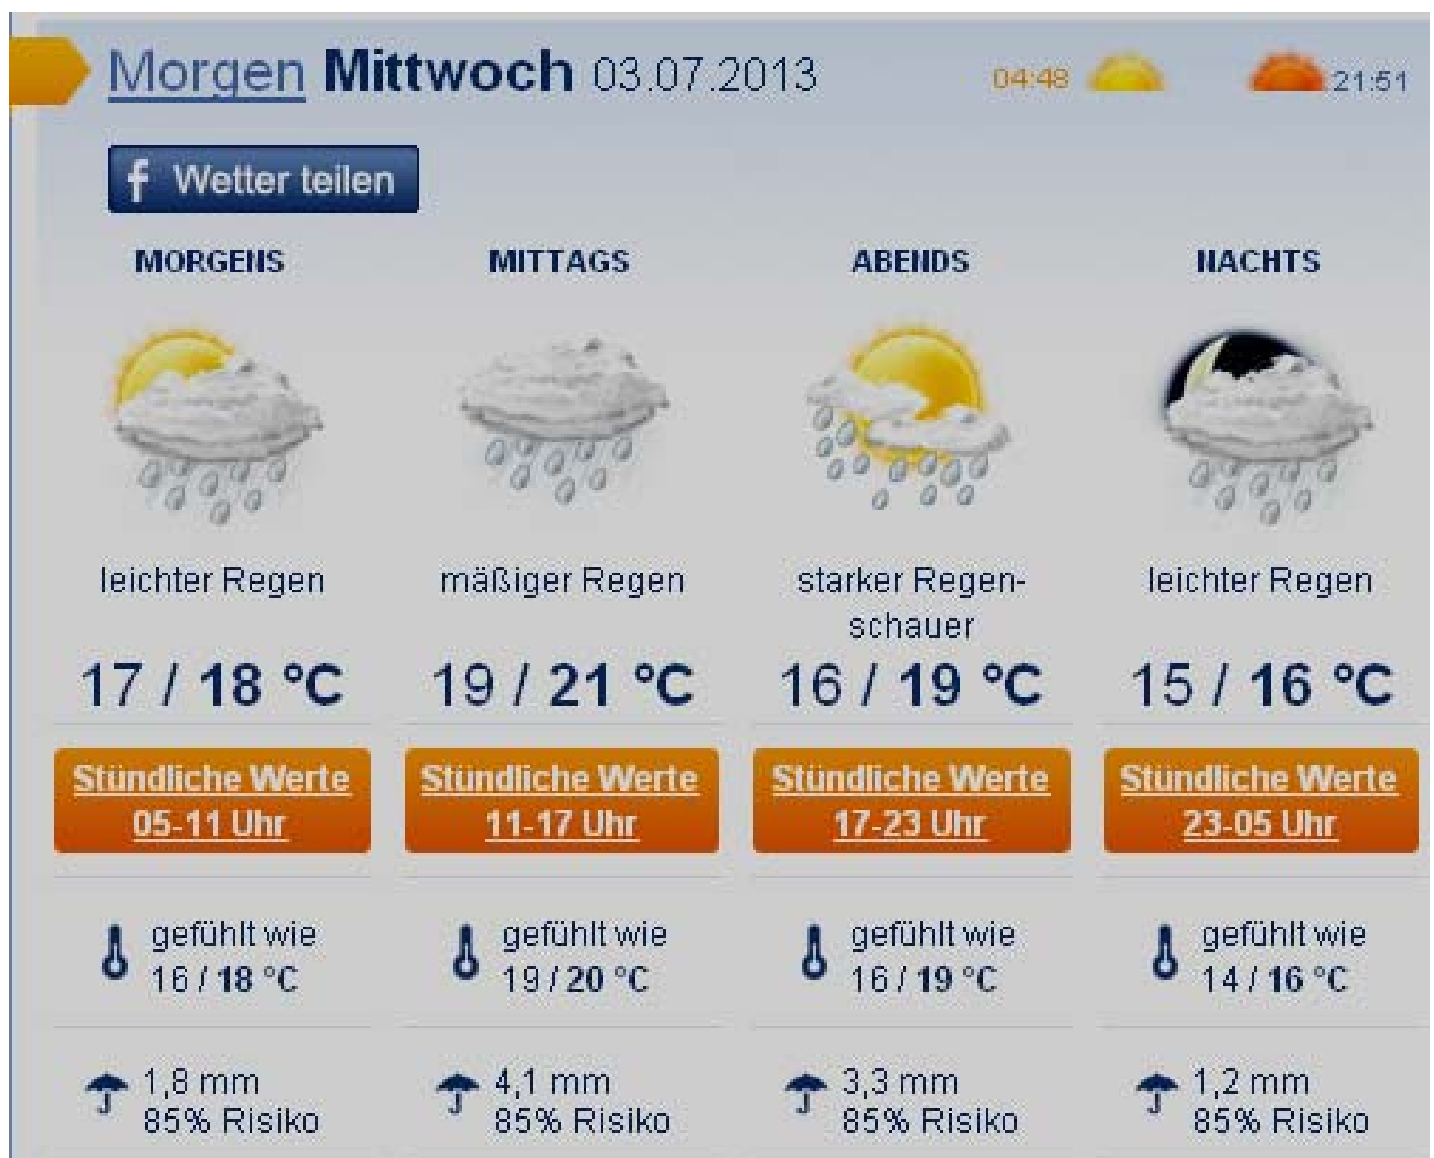 Morgen Mittwoch 03.07.2013 04:48 21:51
f Wetter teilen
MORGENS MITTAGS ABENDS NACHTS
leichter Regen mäßiger Regen starker Regen- leichter Regen
schauer
17 / 18 °C 19 / 21 °C 16 / 19 °C 15 / 16 °C
Stündliche Werte Stündliche Werte Stündliche Werte Stündliche Werte
05-11 Uhr 11-17 Uhr 17-23 Uhr 23-05 Uhr
gefühlt wie gefühlt wie gefühlt wie gefühlt wie
16 / 18 °C 19 / 20 °C 16 / 19 °C 14 / 16 °C
1,8 mm 4,1 mm 3,3 mm 1,2 mm
85% Risiko 85% Risiko 85% Risiko 85% Risiko